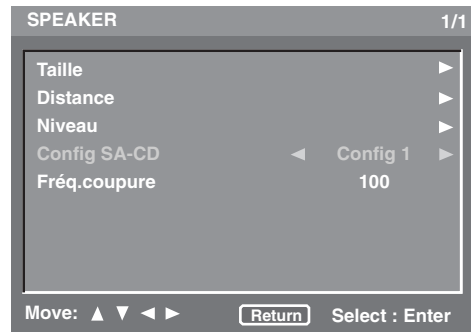 SPEAKER 1/1
Taille ►
Distance ►
Niveau ►
Config SA-CD ◄ Config 1 ►
Fréq.coupure 100
Move: ▲ ▼ ◄ ► Return Select : Enter